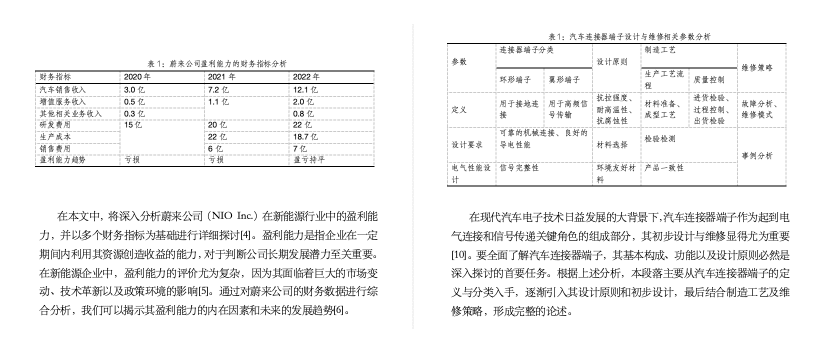 表 1：蔚来公司盈利能力的财务指标分析
财务指标 2020 年 2021 年 2022 年
汽车销售收入 3.0 亿 7.2 亿 12.1 亿
增值服务收入 0.5 亿 1.1 亿 2.0 亿
其他相关业务收入 0.3 亿 0.8 亿
研发费用 15 亿 20 亿 22 亿
生产成本 22 亿 18.7 亿
销售费用 6 亿 7 亿
盈利能力趋势 亏损 亏损 盈亏持平
在本文中，将深入分析蔚来公司（NIO Inc.）在新能源行业中的盈利能
力，并以多个财务指标为基础进行详细探讨[4]。盈利能力是指企业在一定
期间内利用其资源创造收益的能力，对于判断公司长期发展潜力至关重要。
在新能源企业中，盈利能力的评价尤为复杂，因为其面临着巨大的市场变
动、技术革新以及政策环境的影响[5]。通过对蔚来公司的财务数据进行综
合分析，我们可以揭示其盈利能力的内在因素和未来的发展趋势[6]。
表 1：汽车连接器端子设计与维修相关参数分析
参数 连接器端子分类 设计原则 制造工艺 维修策略
环形端子 翼形端子 生产工艺流
程 质量控制
定义 用于接地连
接 用于高频信
号传输 抗拉强度、
耐高温性、
抗腐蚀性 材料准备、
成型工艺 进货检验、
过程控制、
出货检验 故障分析、
维修模式
设计要求 可靠的机械连接、良好的
导电性能 材料选择 检验检测 事例分析
电气性能设
计 信号完整性 环境友好材
料 产品一致性
在现代汽车电子技术日益发展的大背景下，汽车连接器端子作为起到电
气连接和信号传递关键角色的组成部分，其初步设计与维修显得尤为重要
[10]。要全面了解汽车连接器端子，其基本构成、功能以及设计原则必然是
深入探讨的首要任务。根据上述分析，本段落主要从汽车连接器端子的定
义与分类入手，逐渐引入其设计原则和初步设计，最后结合制造工艺及维
修策略，形成完整的论述。